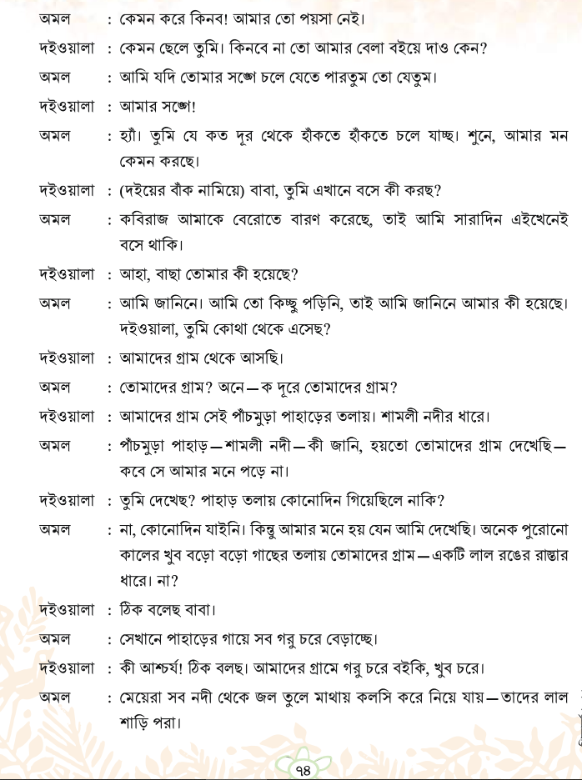 অমল : কেমন করে কিনব! আমার তো পয়সা নেই।
দইওয়ালা : কেমন ছেলে তুমি। কিনবে না তো আমার বেলা বইয়ে দাও কেন?
অমল : আমি যদি তোমার সঙ্গে চলে যেতে পারতুম তো যেতুম।
দইওয়ালা : আমার সঙ্গে!
অমল : হ্যাঁ। তুমি যে কত দূর থেকে হাঁকতে হাঁকতে চলে যাচ্ছ। শুনে, আমার মন
কেমন করছে।
দইওয়ালা : (দইয়ের বাঁক নামিয়ে) বাবা, তুমি এখানে বসে কী করছ?
অমল : কবিরাজ আমাকে বেরোতে বারণ করেছে, তাই আমি সারাদিন এইখেনেই
বসে থাকি।
দইওয়ালা : আহা, বাছা তোমার কী হয়েছে?
অমল : আমি জানিনে। আমি তো কিচ্ছু পড়িনি, তাই আমি জানিনে আমার কী হয়েছে।
দইওয়ালা, তুমি কোথা থেকে এসেছ?
দইওয়ালা : আমাদের গ্রাম থেকে আসছি।
অমল : তোমাদের গ্রাম? অনে—ক দূরে তোমাদের গ্রাম?
দইওয়ালা : আমাদের গ্রাম সেই পাঁচমুড়া পাহাড়ের তলায়। শামলী নদীর ধারে।
অমল : পাঁচমুড়া পাহাড়—শামলী নদী—কী জানি, হয়তো তোমাদের গ্রাম দেখেছি—
কবে সে আমার মনে পড়ে না।
দইওয়ালা : তুমি দেখেছ? পাহাড় তলায় কোনোদিন গিয়েছিলে নাকি?
অমল : না, কোনোদিন যাইনি। কিন্তু আমার মনে হয় যেন আমি দেখেছি। অনেক পুরোনো
কালের খুব বড়ো বড়ো গাছের তলায় তোমাদের গ্রাম—একটি লাল রঙের রাস্তার
ধারে। না?
দইওয়ালা : ঠিক বলেছ বাবা।
অমল : সেখানে পাহাড়ের গায়ে সব গরু চরে বেড়াচ্ছে।
দইওয়ালা : কী আশ্চর্য! ঠিক বলছ। আমাদের গ্রামে গরু চরে বইকি, খুব চরে।
অমল : মেয়েরা সব নদী থেকে জল তুলে মাথায় কলসি করে নিয়ে যায়—তাদের লাল
শাড়ি পরা।
৭৪